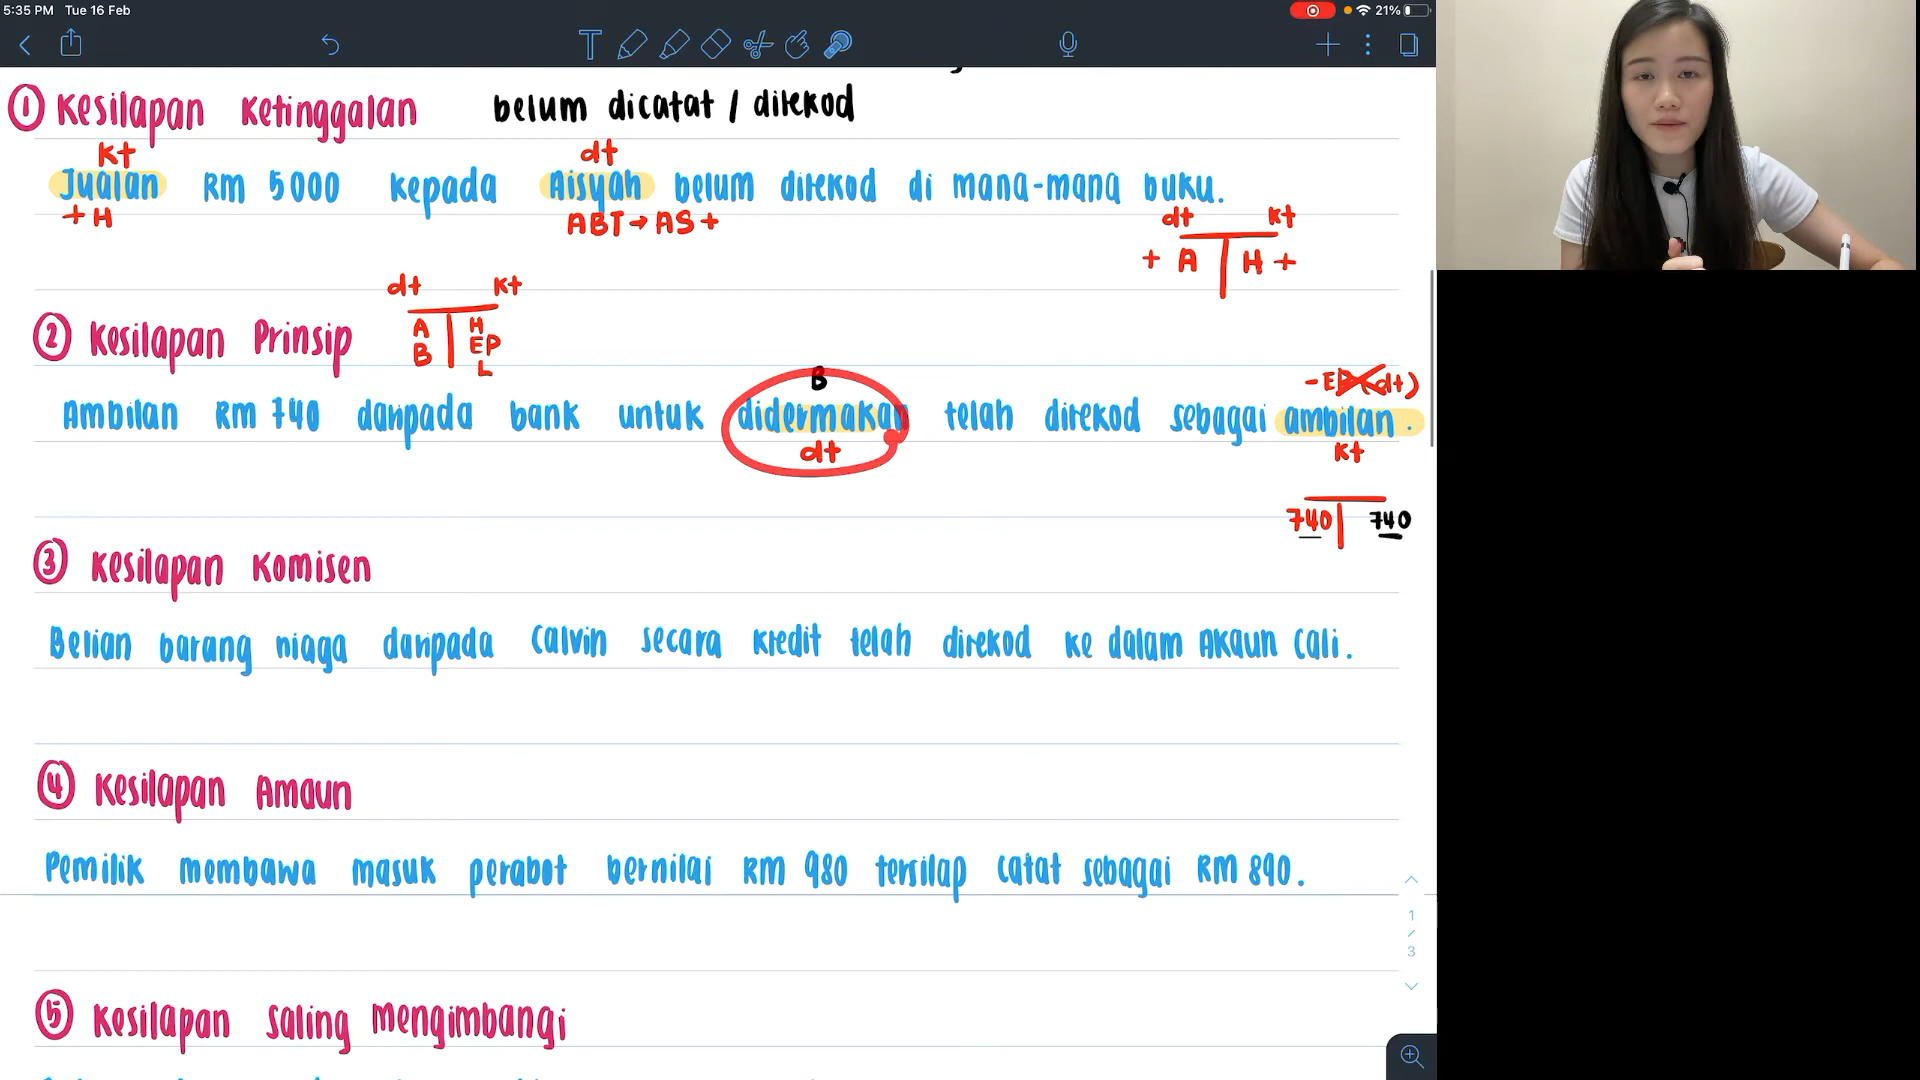 5:35 PM Tue 16 Feb 21%
① Kesilapan Ketinggalan belum dicatat / direkod
kt dt
Jualan RM 5000 kepada Aisyah belum direkod di mana-mana buku.
+ H ABT → AS +
dt kt
+ A H +
dt kt
② Kesilapan Prinsip
A H
B EP
L
B - EP (dt)
Ambilan RM 740 daripada bank untuk didermakan telah direkod sebagai ambilan.
dt kt
740 740
③ Kesilapan Komisen
Belian barang niaga daripada Calvin secara kredit telah direkod ke dalam Akaun Cali.
④ Kesilapan Amaun
Pemilik membawa masuk perabot bernilai RM 980 tersilap catat sebagai RM 890.
1
/
3
⑤ Kesilapan saling mengimbangi